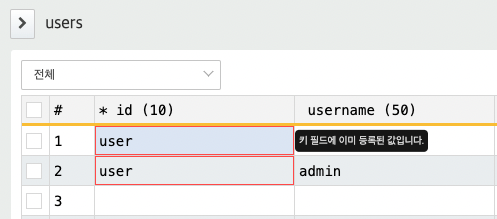 users
전체
# * id (10) username (50)
1 user 키 필드에 이미 등록된 값입니다.
2 user admin
3